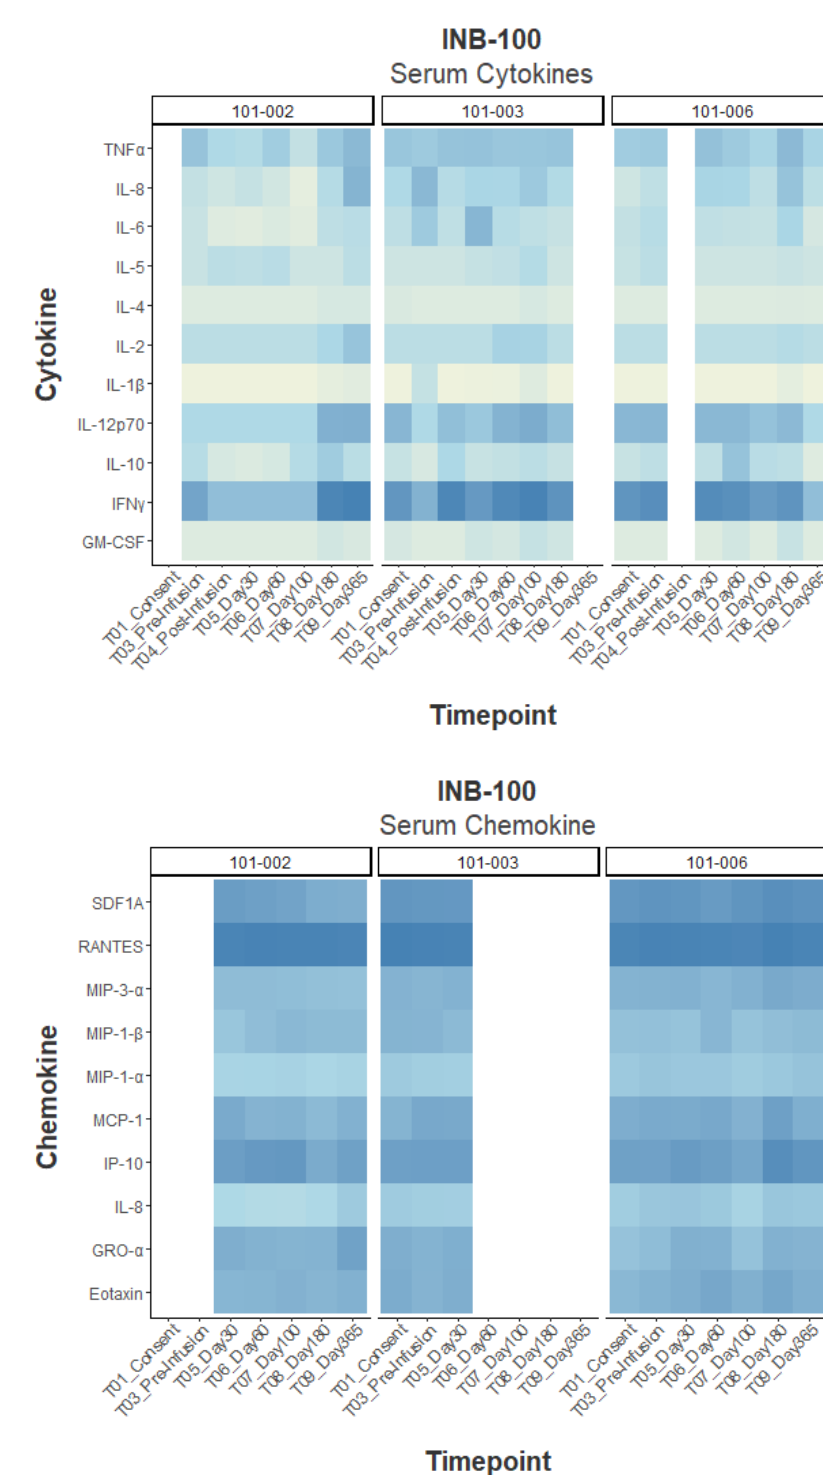 INB-100
Serum Cytokines
101-002 101-003 101-006
TNFα
IL-8
IL-6
IL-5
IL-4
IL-2
IL-1β
IL-12p70
IL-10
IFNγ
GM-CSF
Cytokine
T01_Consent T03_Pre-Infusion T04_Post-Infusion T05_Day30 T06_Day60 T07_Day100 T08_Day180 T09_Day365 T01_Consent T03_Pre-Infusion T04_Post-Infusion T05_Day30 T06_Day60 T07_Day100 T08_Day180 T09_Day365 T01_Consent T03_Pre-Infusion T04_Post-Infusion T05_Day30 T06_Day60 T07_Day100 T08_Day180 T09_Day365
Timepoint
INB-100
Serum Chemokine
101-002 101-003 101-006
SDF1A
RANTES
MIP-3-α
MIP-1-β
MIP-1-α
MCP-1
IP-10
IL-8
GRO-α
Eotaxin
Chemokine
T01_Consent T03_Pre-Infusion T05_Day30 T06_Day60 T07_Day100 T08_Day180 T09_Day365 T01_Consent T03_Pre-Infusion T05_Day30 T06_Day60 T07_Day100 T08_Day180 T09_Day365 T01_Consent T03_Pre-Infusion T05_Day30 T06_Day60 T07_Day100 T08_Day180 T09_Day365
Timepoint